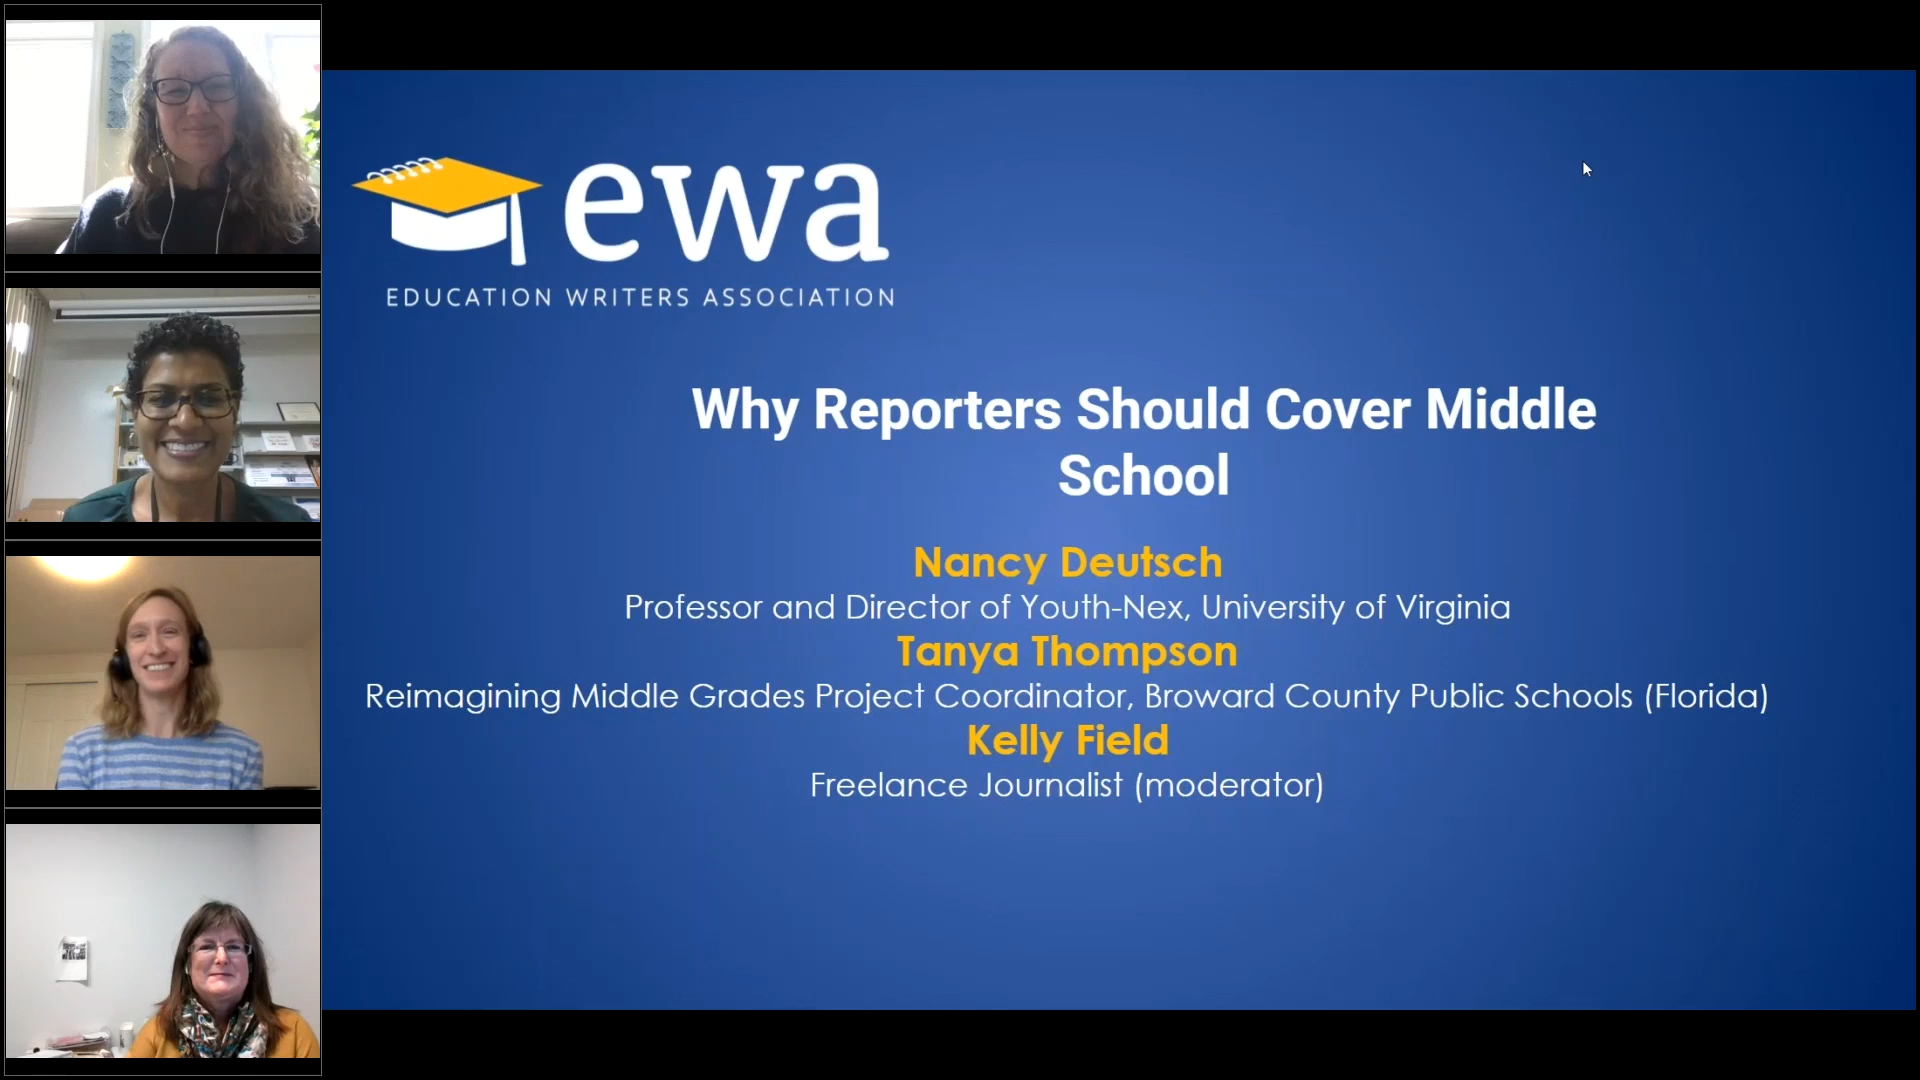 ewa
EDUCATION WRITERS ASSOCIATION
Why Reporters Should Cover Middle
School
Nancy Deutsch
Professor and Director of Youth-Nex, University of Virginia
Tanya Thompson
Reimagining Middle Grades Project Coordinator, Broward County Public Schools (Florida)
Kelly Field
Freelance Journalist (moderator)